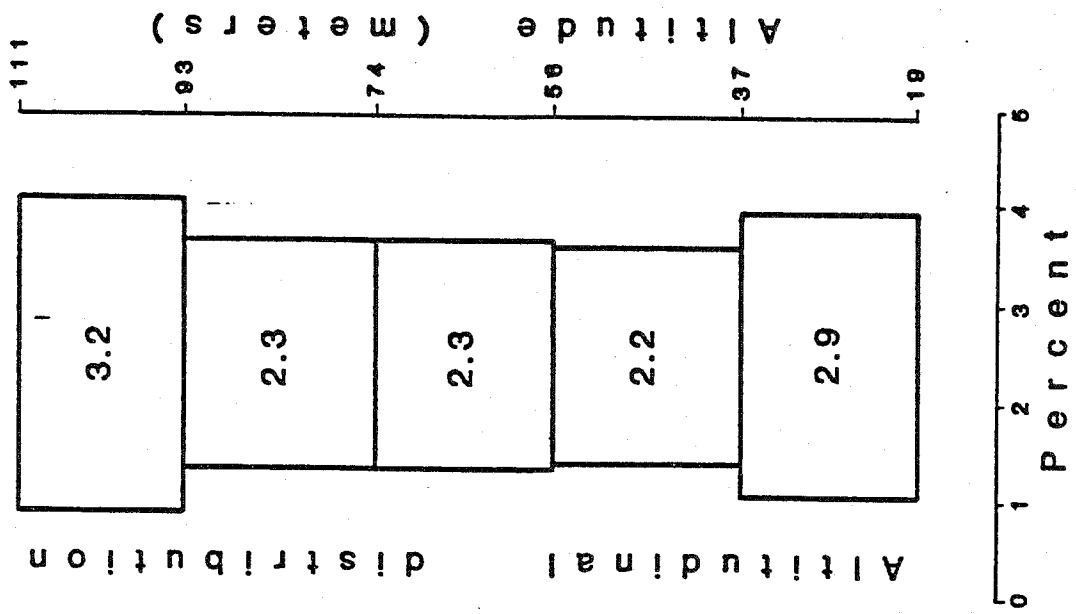 Altitudinal distribution
3.2
2.3
2.3
2.2
2.9
111
93
74
56
37
19
Altitude (meters)
0 1 2 3 4 5
Percent